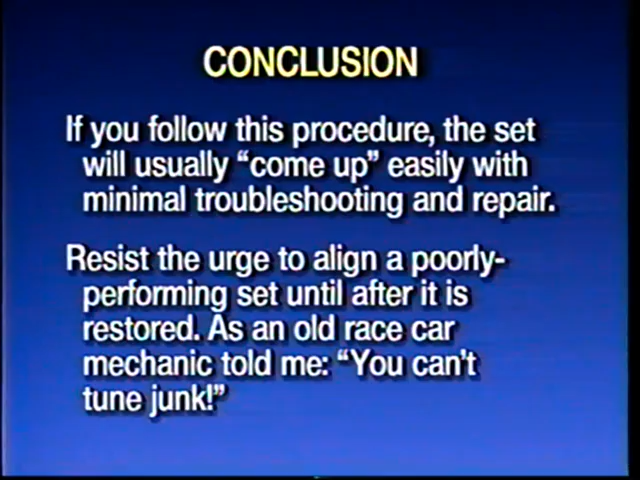 CONCLUSION
If you follow this procedure, the set
will usually “come up” easily with
minimal troubleshooting and repair.
Resist the urge to align a poorly-
performing set until after it is
restored. As an old race car
mechanic told me: “You can’t
tune junk!”